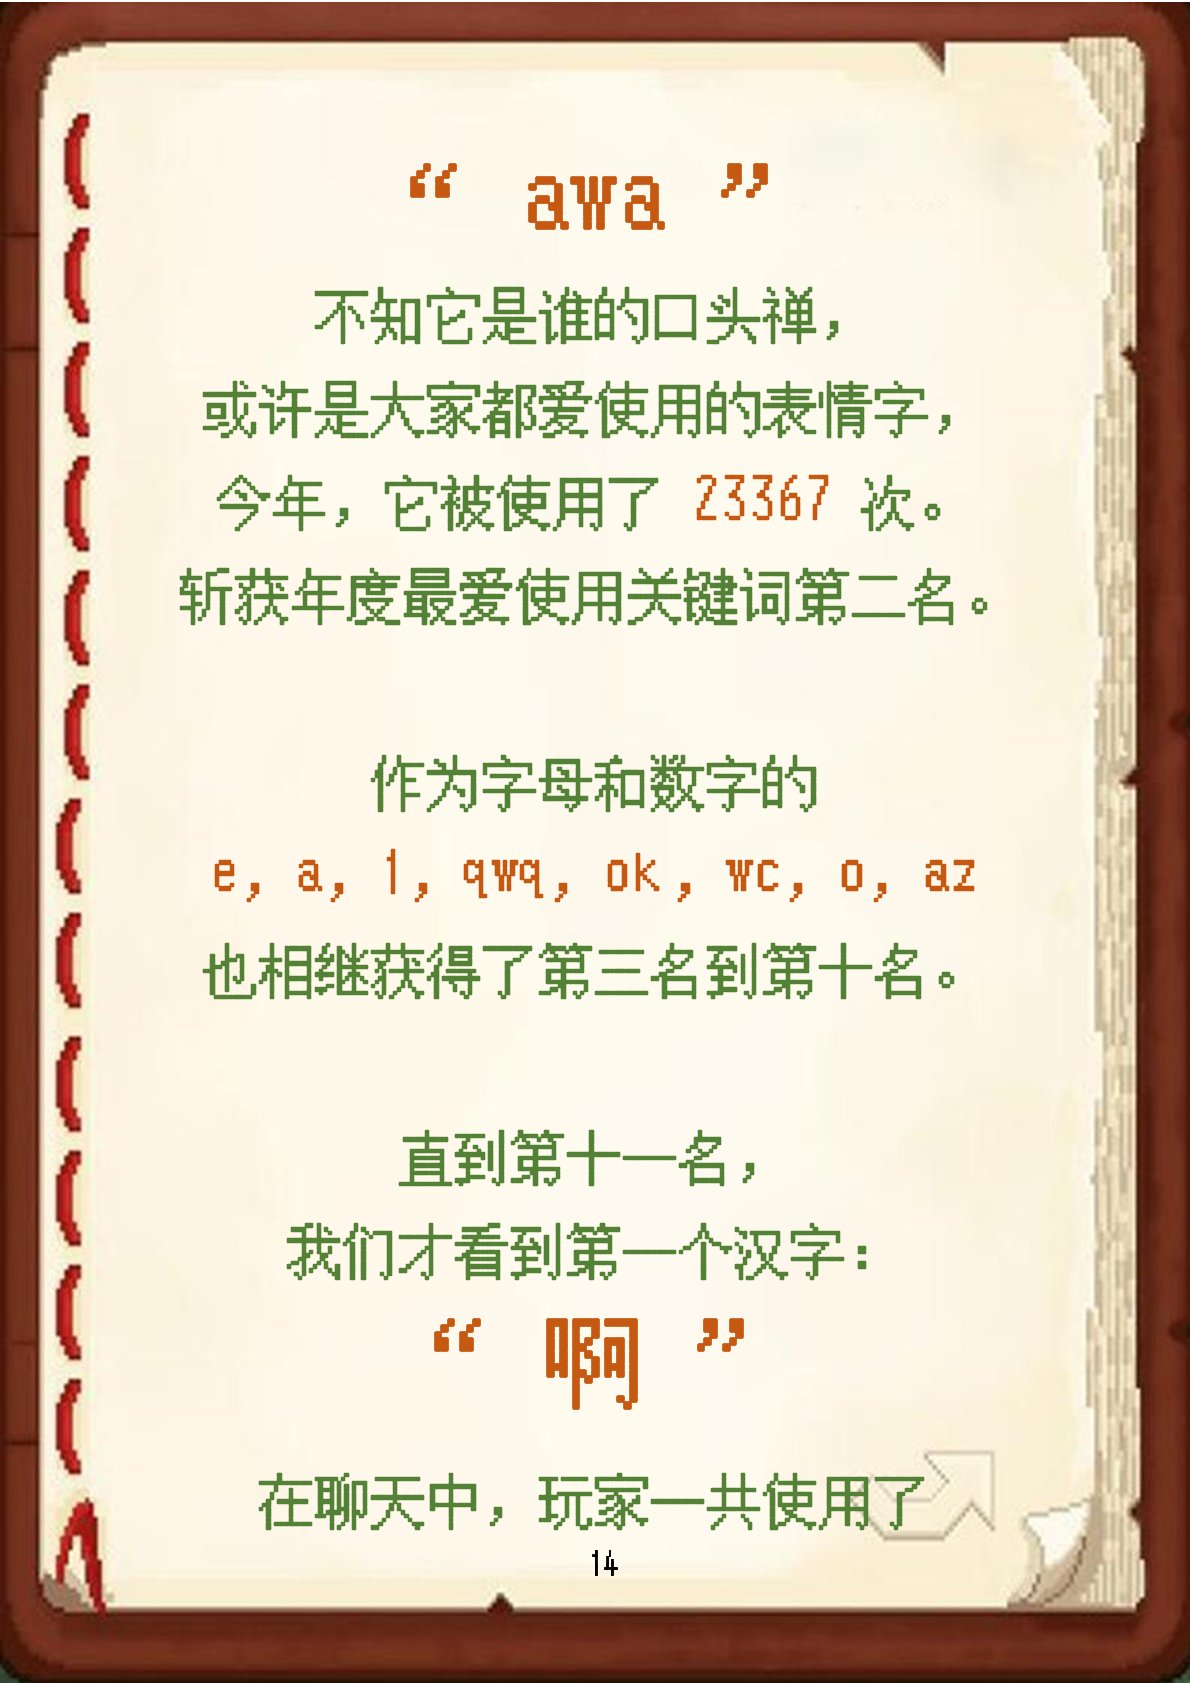 “ awa ”
不知它是谁的口头禅，
或许是大家都爱使用的表情字，
今年，它被使用了 23367 次。
斩获年度最爱使用关键词第二名。
作为字母和数字的
e, a, 1, qwq, ok, wc, o, az
也相继获得了第三名到第十名。
直到第十一名，
我们才看到第一个汉字：
“ 啊 ”
在聊天中，玩家一共使用了
14